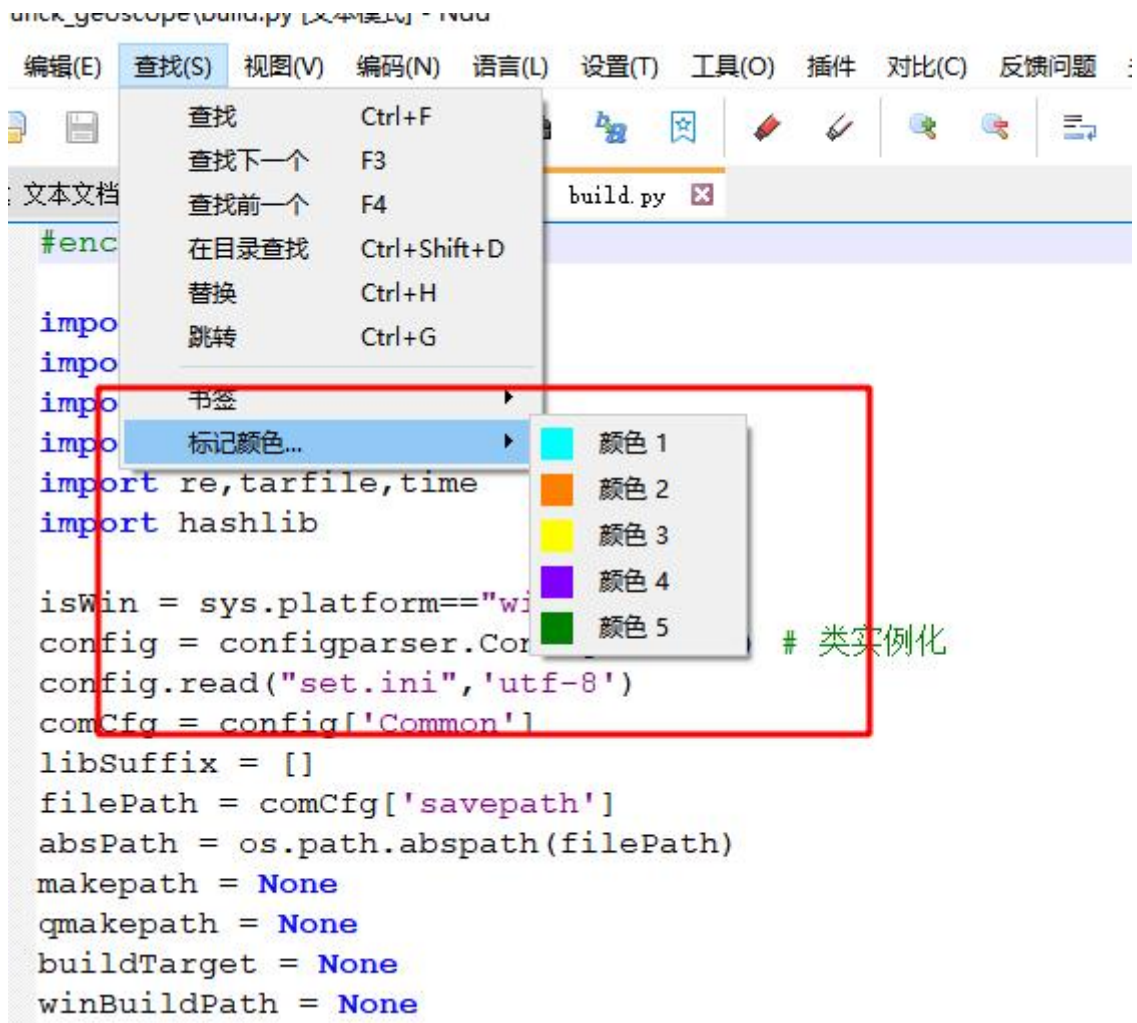 编辑(E) 查找(S) 视图(V) 编码(N) 语言(L) 设置(T) 工具(O) 插件 对比(C) 反馈问题
查找 Ctrl+F
查找下一个 F3
查找前一个 F4
在目录查找 Ctrl+Shift+D
替换 Ctrl+H
跳转 Ctrl+G
书签
标记颜色...
颜色 1
颜色 2
颜色 3
颜色 4
颜色 5
文本文档 build.py
#enc
impo
impo
impo
impo
import re,tarfile,time
import hashlib
isWin = sys.platform=="wi
config = configparser.Con ) # 类实例化
config.read("set.ini",'utf-8')
comCfg = config['Common']
libSuffix = []
filePath = comCfg['savepath']
absPath = os.path.abspath(filePath)
makepath = None
qmakepath = None
buildTarget = None
winBuildPath = None